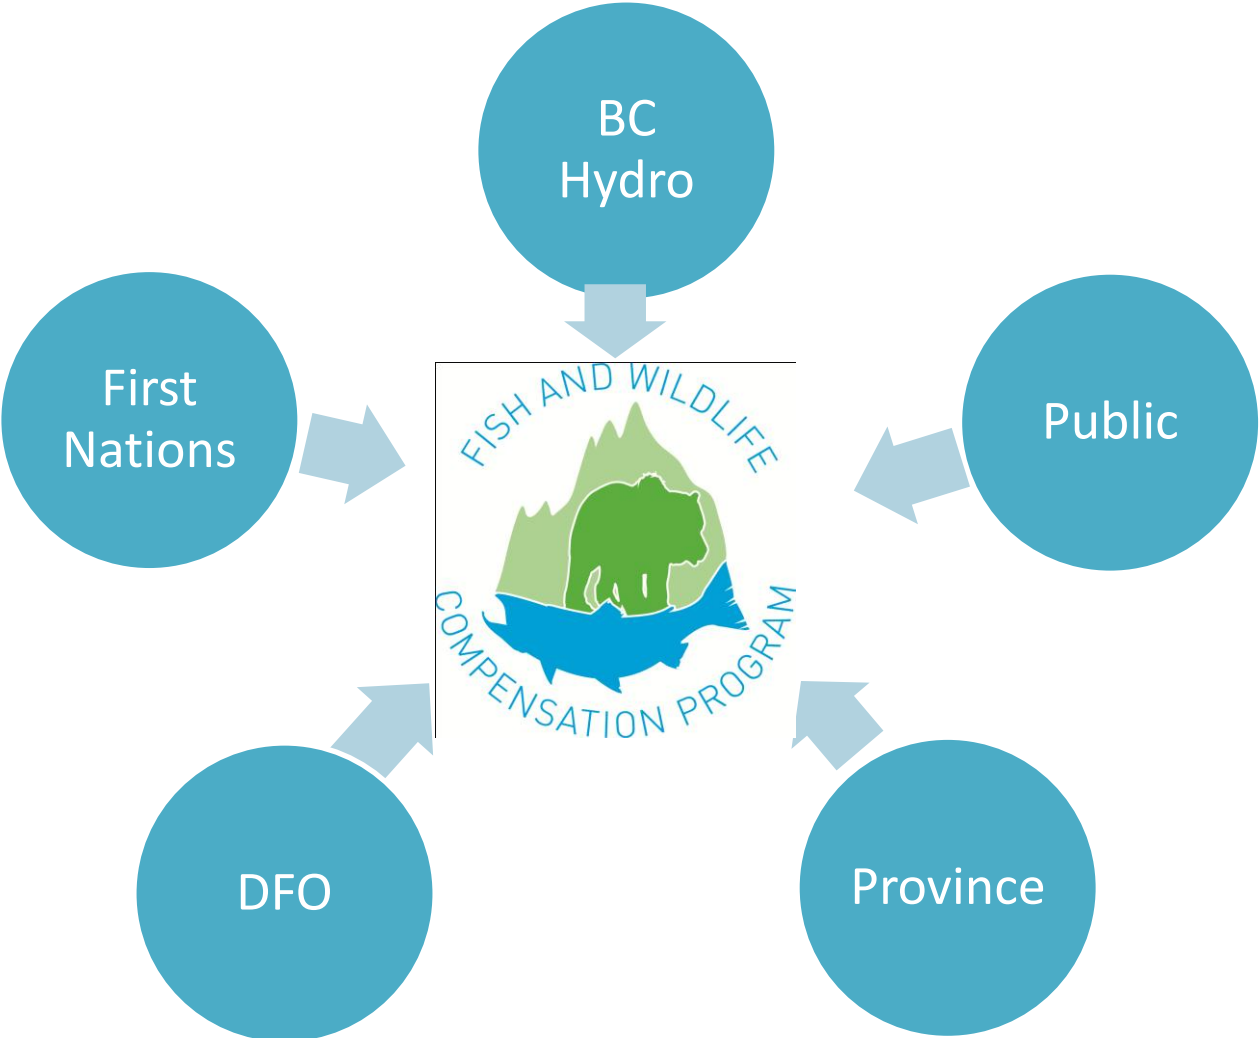 BC
Hydro
First
Nations
Public
FISH AND WILDLIFE
COMPENSATION PROGRAM
DFO
Province